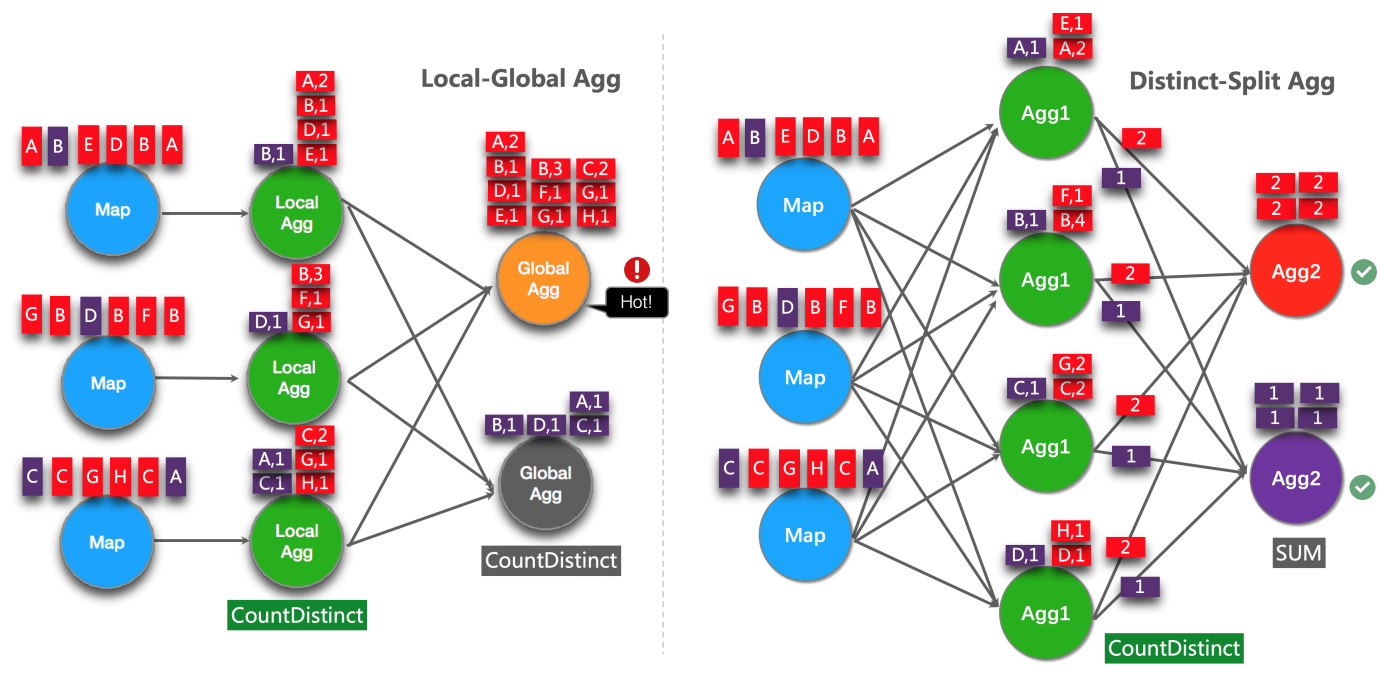 Local-Global Agg
A B E D B A
Map
A,2
B,1
D,1
B,1 E,1
Local
Agg
G B D B F B
Map
B,3
F,1
D,1 G,1
Local
Agg
C C G H C A
Map
C,2
A,1 G,1
C,1 H,1
Local
Agg
CountDistinct
A,2
B,1 B,3 C,2
D,1 F,1 G,1
E,1 G,1 H,1
Global
Agg
!
Hot!
A,1
B,1 D,1 C,1
Global
Agg
CountDistinct
Distinct-Split Agg
A B E D B A
Map
G B D B F B
Map
C C G H C A
Map
E,1
A,1 A,2
Agg1
2
1
F,1
B,1 B,4
Agg1
2
1
G,2
C,1 C,2
Agg1
2
1
H,1
D,1 D,1
Agg1
2
1
CountDistinct
2 2
2 2
Agg2
1 1
1 1
Agg2
SUM